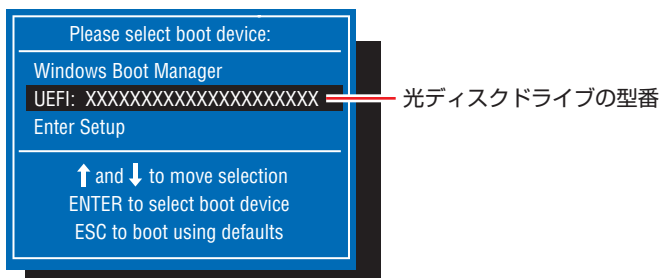 Please select boot device:
Windows Boot Manager
UEFI: XXXXXXXXXXXXXXXXXXXXX
光ディスクドライブの型番
Enter Setup
↑ and ↓ to move selection
ENTER to select boot device
ESC to boot using defaults